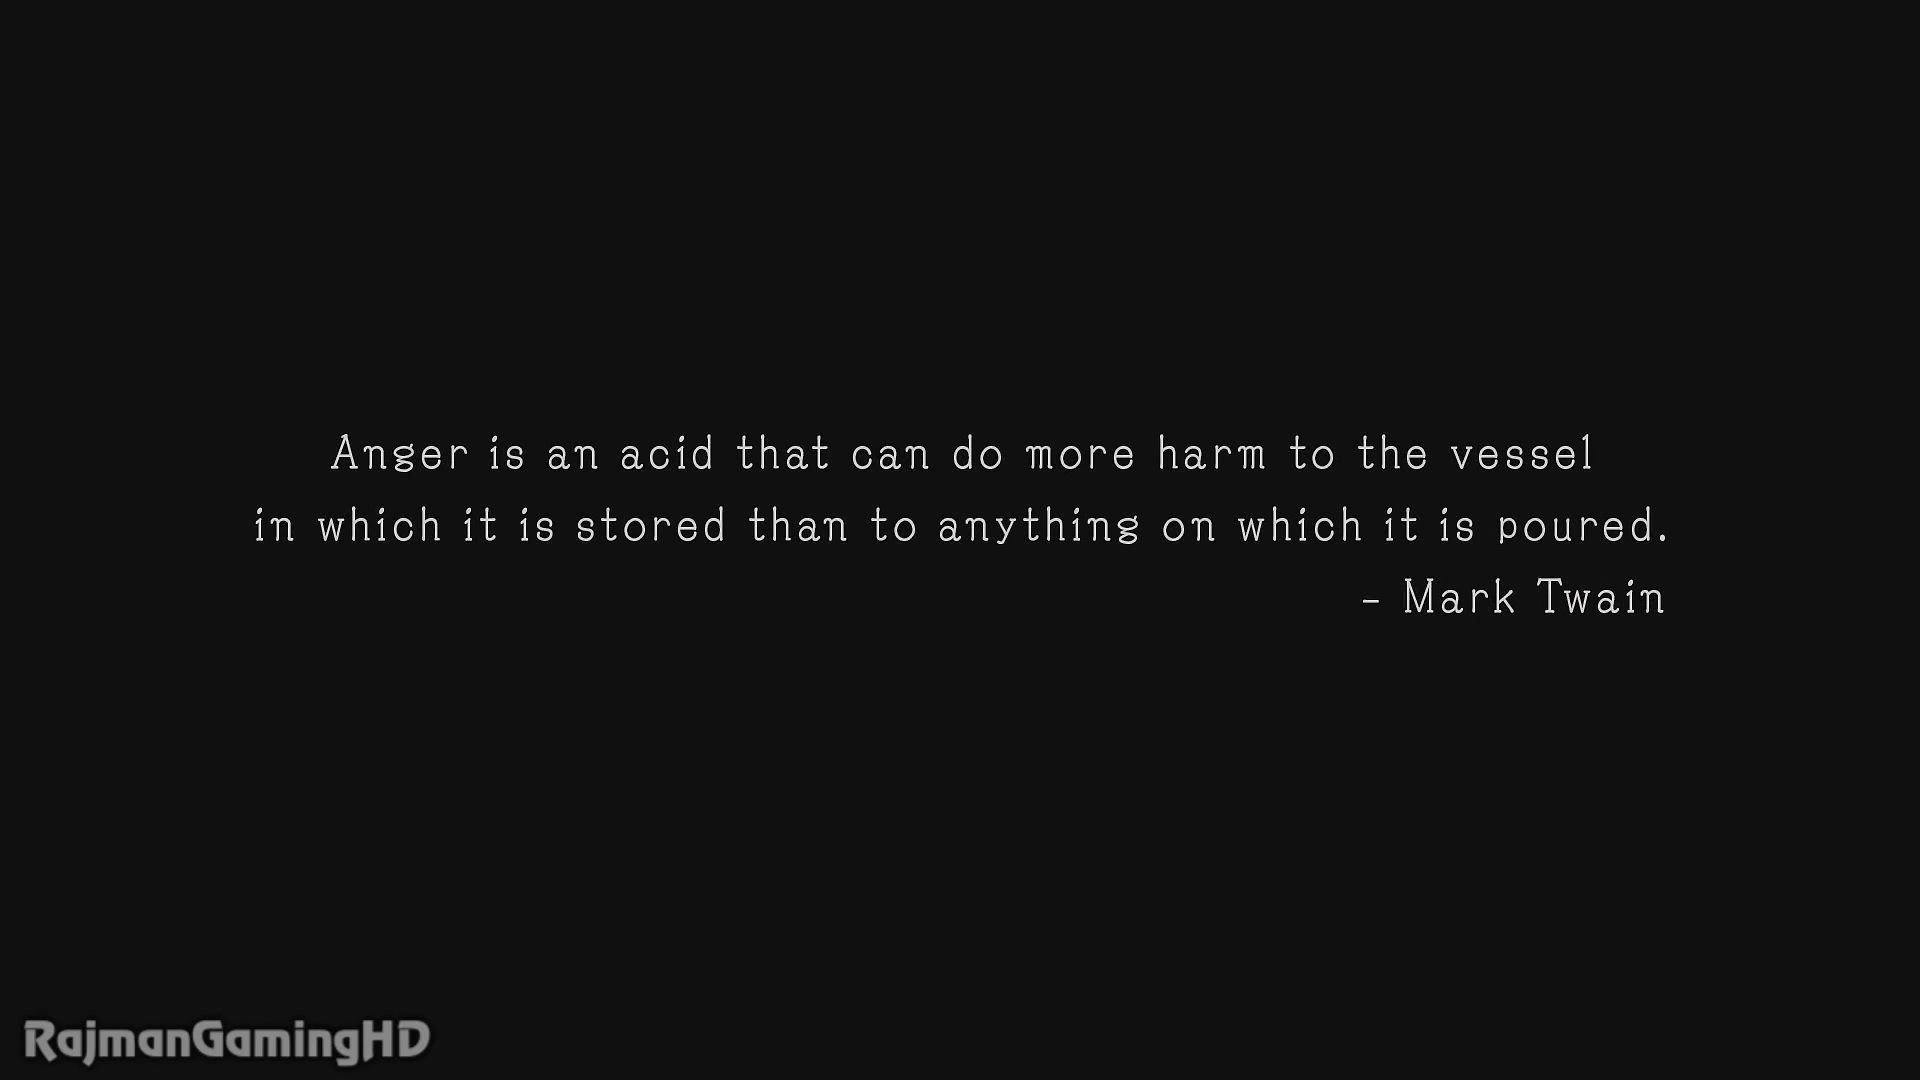 Anger is an acid that can do more harm to the vessel
in which it is stored than to anything on which it is poured.
- Mark Twain
RajmanGamingHD